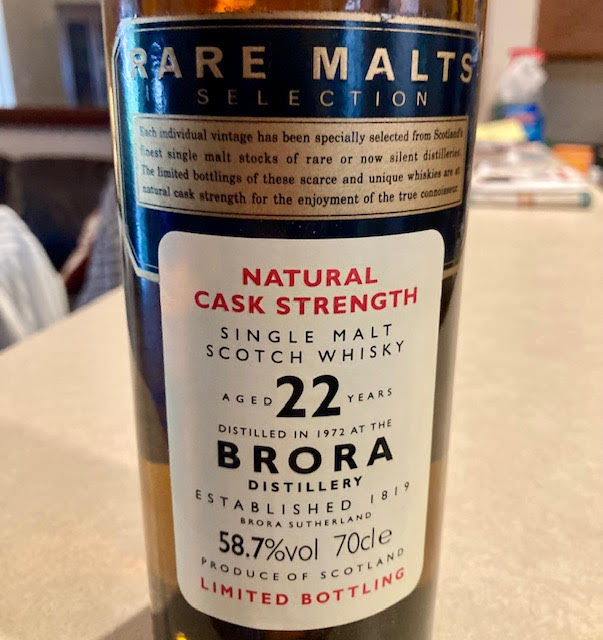 RARE MALTS
SELECTION
Each individual vintage has been specially selected from Scotland's
finest single malt stocks of rare or now silent distilleries.
The limited bottlings of these scarce and unique whiskies are at
natural cask strength for the enjoyment of the true connoisseur.
NATURAL
CASK STRENGTH
SINGLE MALT
SCOTCH WHISKY
AGED 22 YEARS
DISTILLED IN 1972 AT THE
BRORA
DISTILLERY
ESTABLISHED 1819
BRORA SUTHERLAND
58.7%vol 70cle
PRODUCE OF SCOTLAND
LIMITED BOTTLING